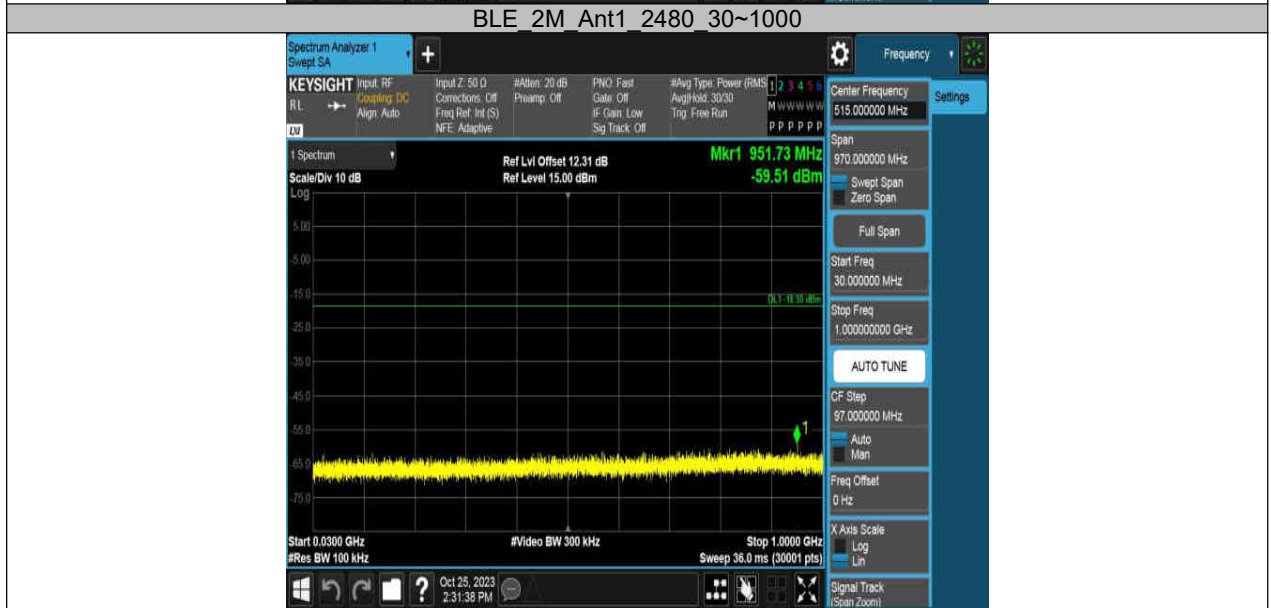 BLE_2M_Ant1_2480_30~1000
Spectrum Analyzer 1
Swept SA
+
Frequency
KEYSIGHT
RL
LXI
Input: RF
Coupling: DC
Align: Auto
Input Z: 50 Ω
Corrections: Off
Freq Ref: Int (S)
NFE: Adaptive
#Atten: 20 dB
Preamp: Off
PNO: Fast
Gate: Off
IF Gain: Low
Sig Track: Off
#Avg Type: Power (RMS
Avg|Hold: 30/30
Trig: Free Run
1 2 3 4 5 6
M W W W W W
P P P P P P
1 Spectrum
Scale/Div 10 dB
Log
Ref Lvl Offset 12.31 dB
Ref Level 15.00 dBm
Mkr1 951.73 MHz
-59.51 dBm
5.00
-5.00
-15.0
-25.0
-35.0
-45.0
-55.0
-65.0
-75.0
1
Start 0.0300 GHz
#Res BW 100 kHz
#Video BW 300 kHz
Stop 1.0000 GHz
Sweep 36.0 ms (30001 pts)
Center Frequency
515.000000 MHz
Span
970.000000 MHz
Swept Span
Zero Span
Full Span
Start Freq
30.000000 MHz
Stop Freq
1.000000000 GHz
AUTO TUNE
CF Step
97.000000 MHz
Auto
Man
Freq Offset
0 Hz
X Axis Scale
Log
Lin
Signal Track
(Span Zoom)
Settings
?
Oct 25, 2023
2:31:38 PM